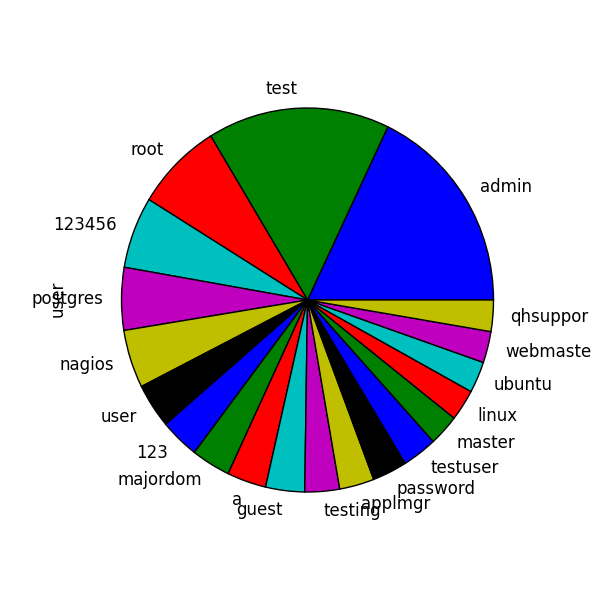 test
admin
root
123456
postgres
user
nagios
user
123
majordom
a
guest
testing
applmgr
password
testuser
master
linux
ubuntu
webmaste
qhsuppor